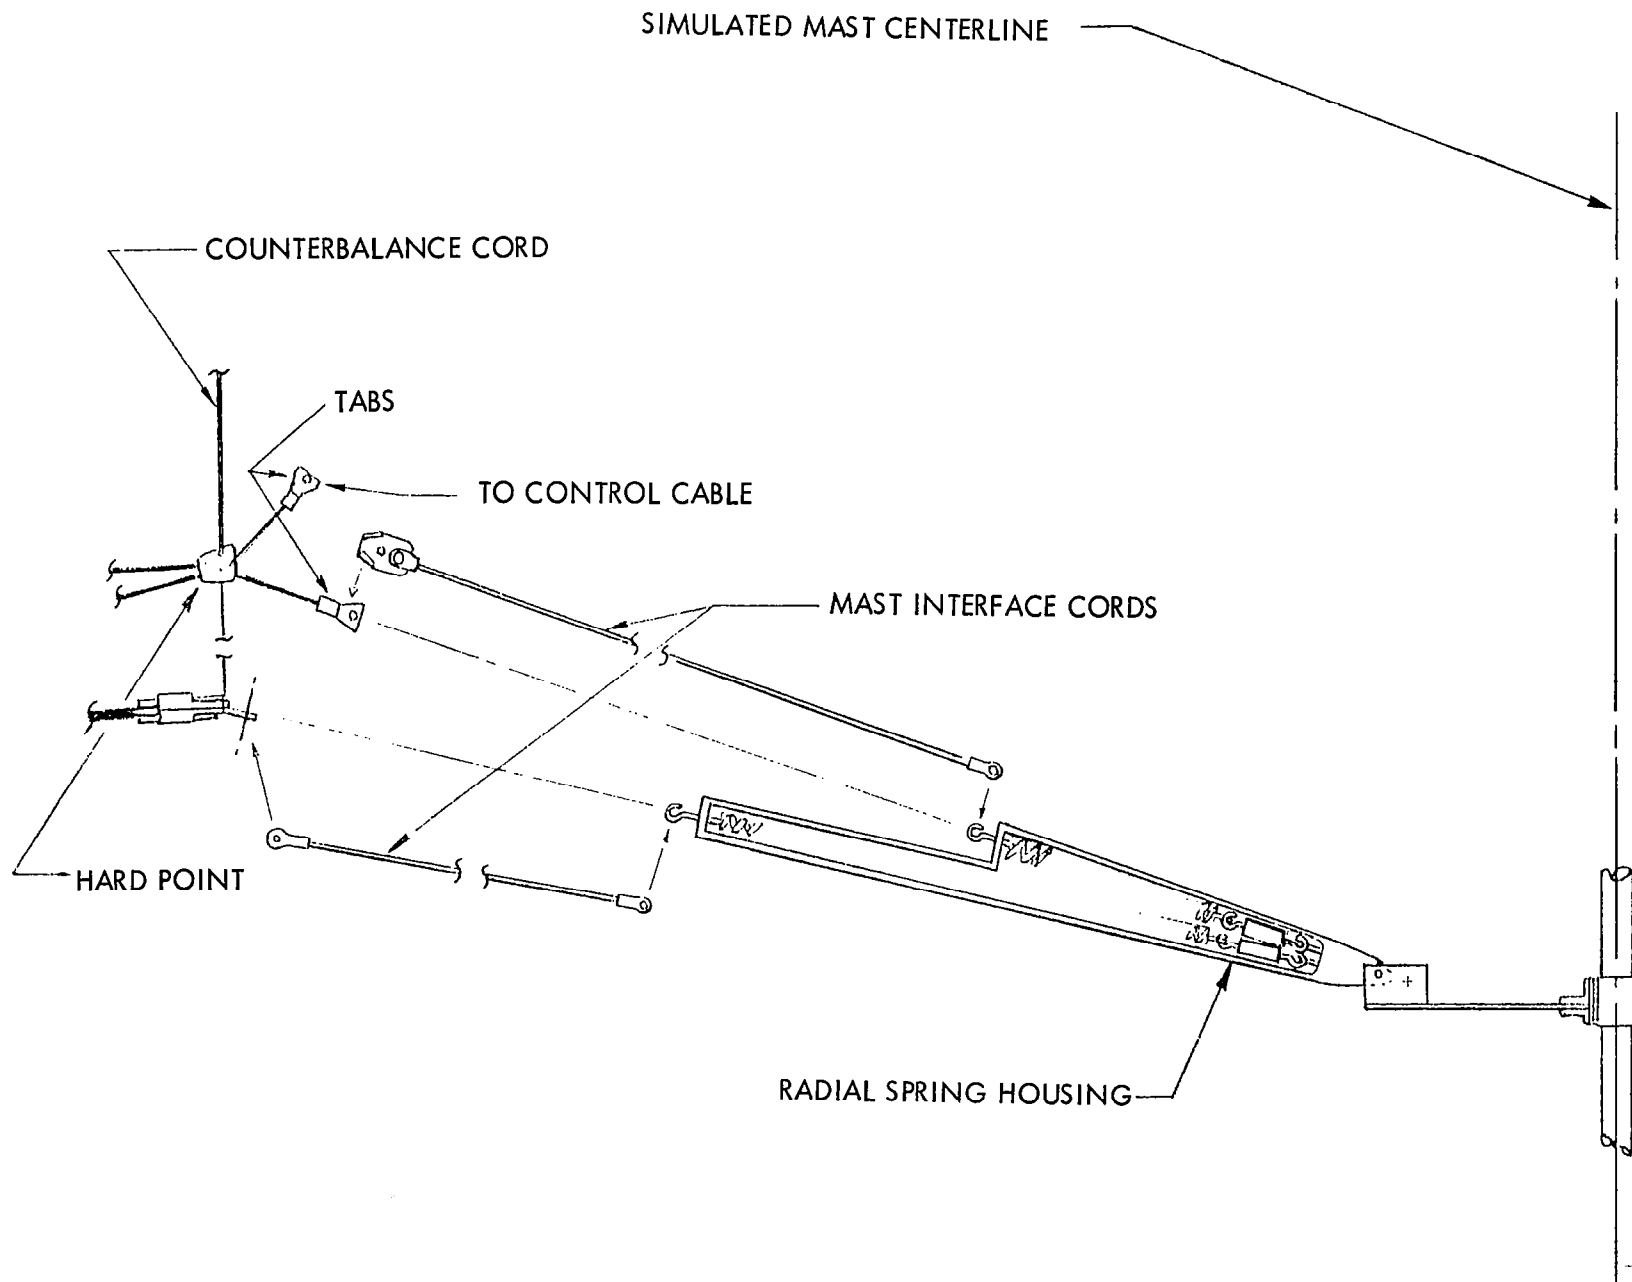 SIMULATED MAST CENTERLINE
COUNTERBALANCE CORD
TABS
TO CONTROL CABLE
MAST INTERFACE CORDS
HARD POINT
RADIAL SPRING HOUSING